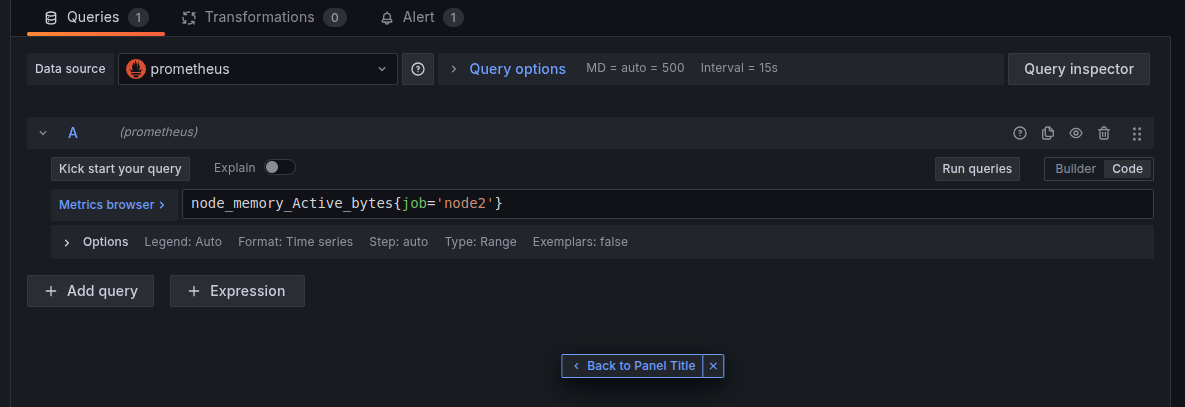 Queries 1 Transformations 0 Alert 1
Data source prometheus Query options MD = auto = 500 Interval = 15s Query inspector
A (prometheus)
Kick start your query Explain Run queries Builder Code
Metrics browser > node_memory_Active_bytes{job='node2'}
Options Legend: Auto Format: Time series Step: auto Type: Range Exemplars: false
+ Add query + Expression
Back to Panel Title